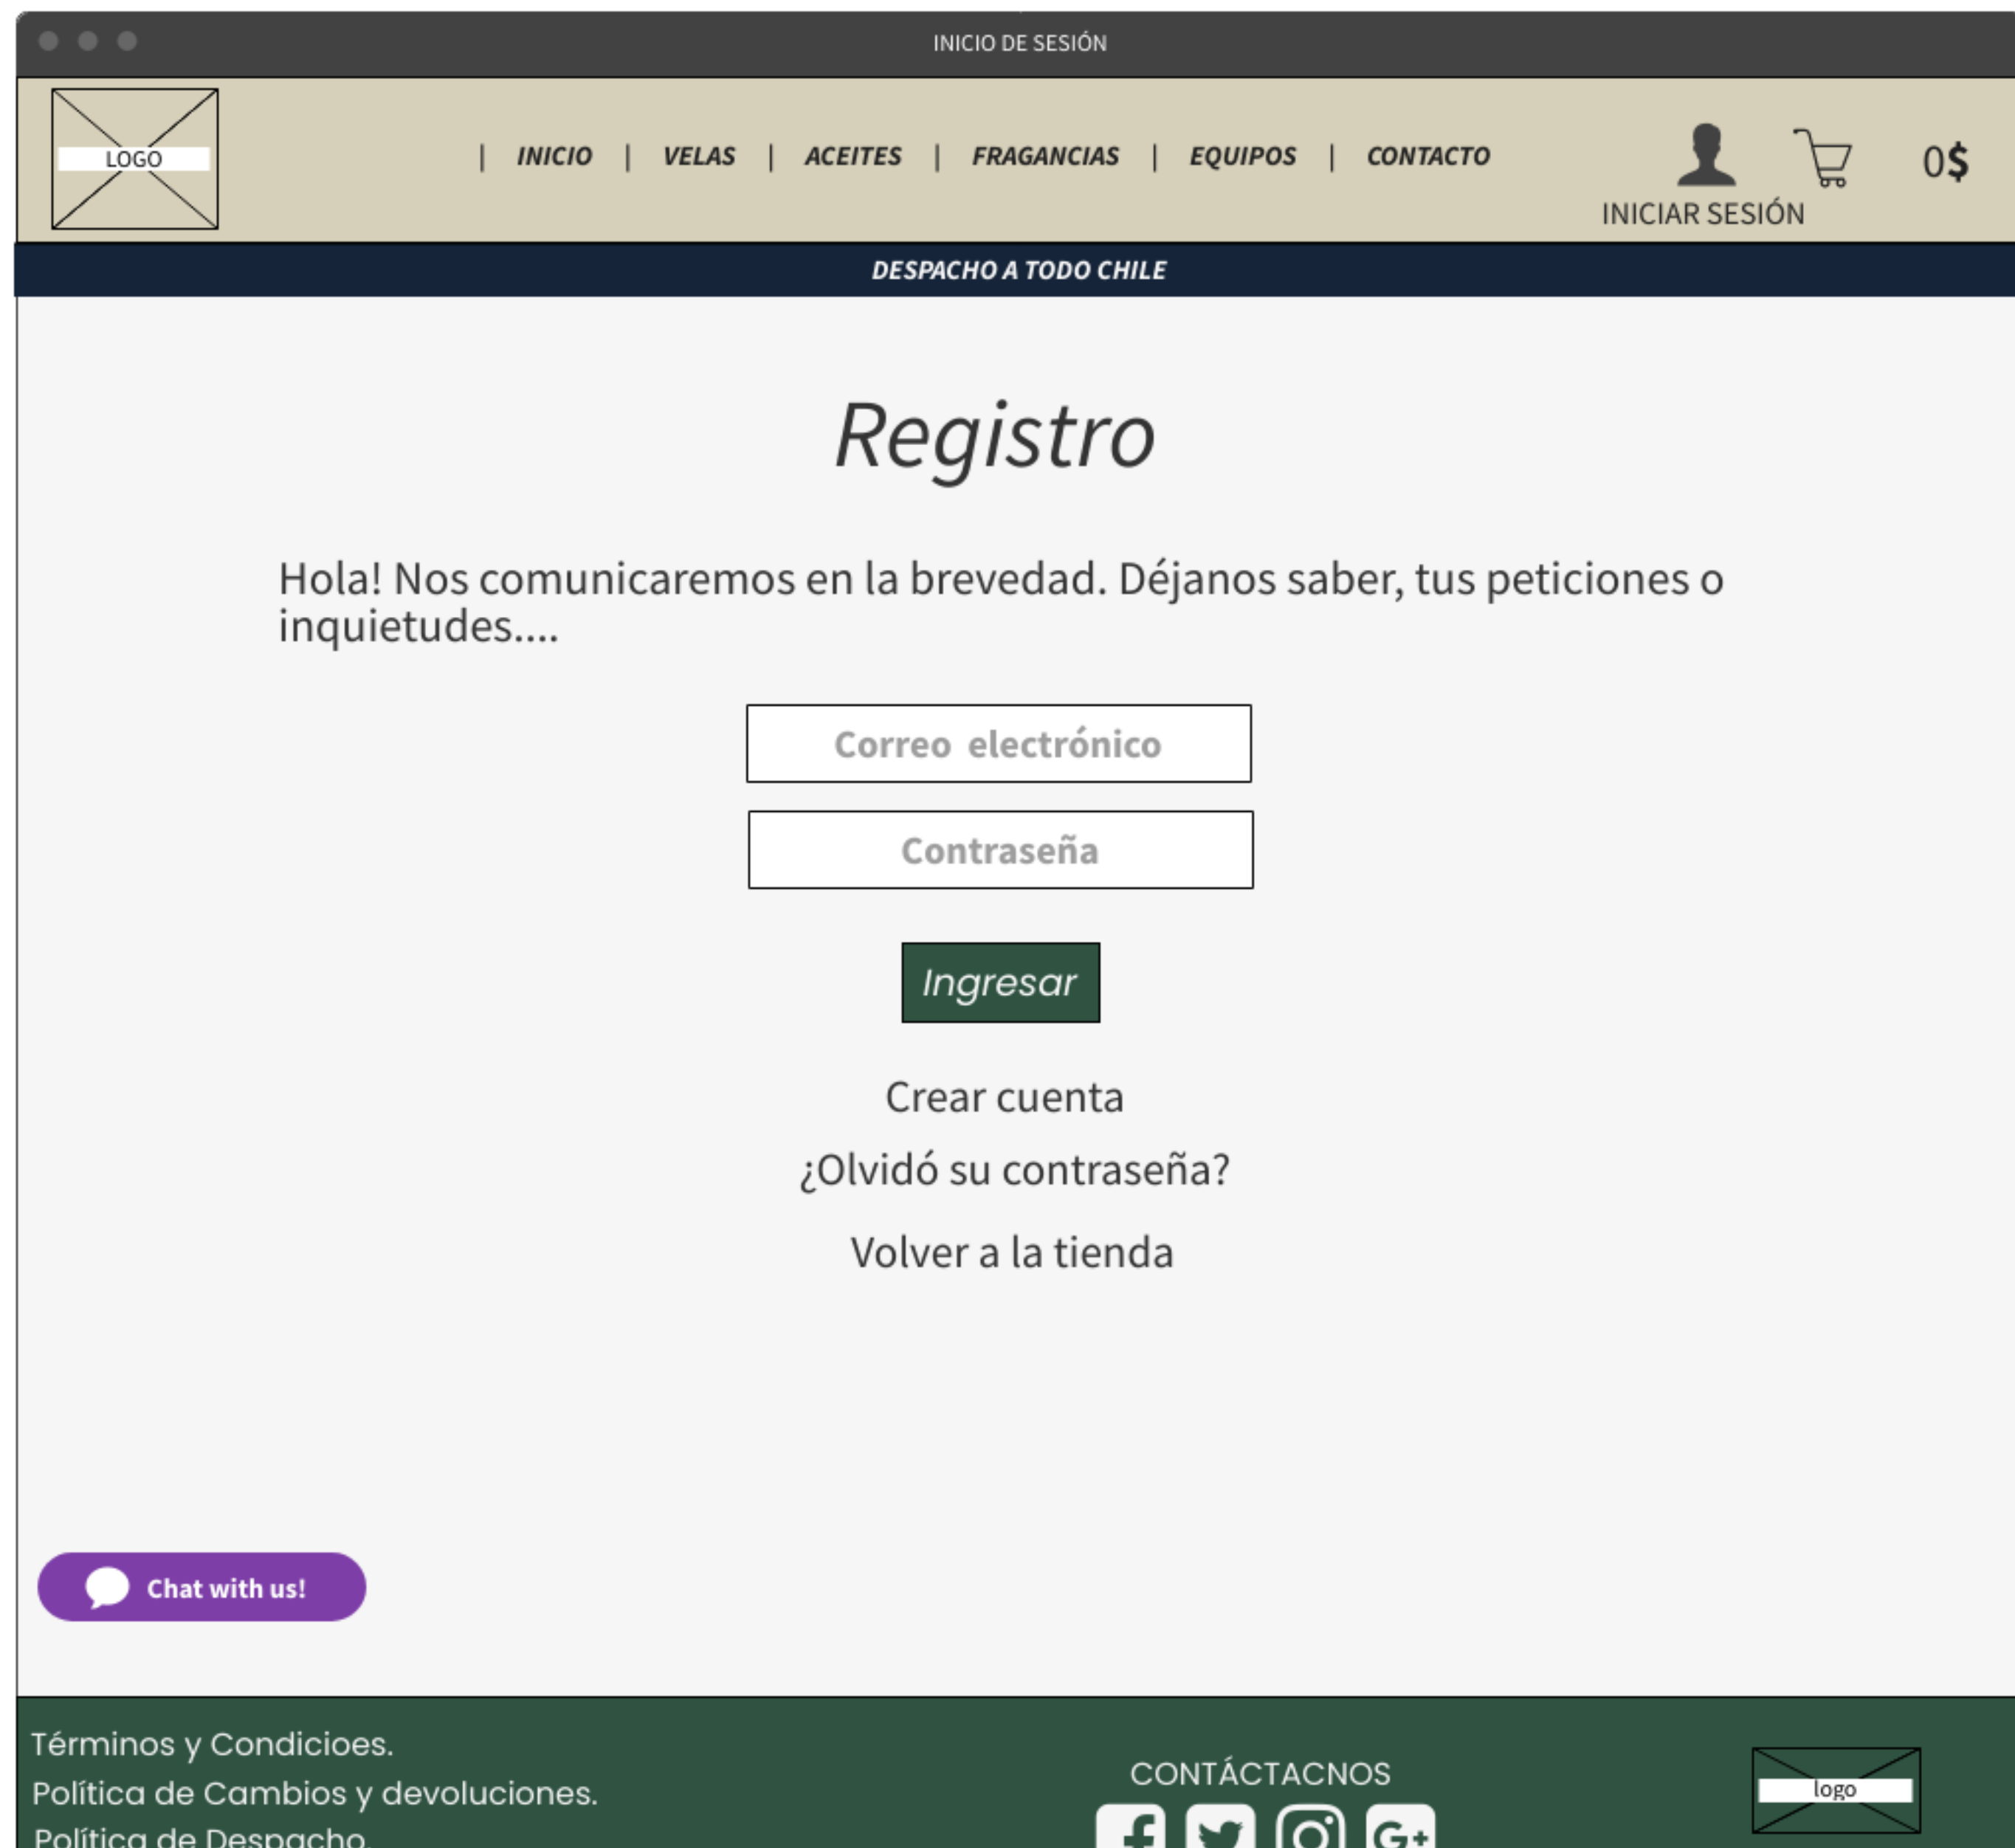 INICIO DE SESIÓN
LOGO
| INICIO | VELAS | ACEITES | FRAGANCIAS | EQUIPOS | CONTACTO
0$
INICIAR SESIÓN
DESPACHO A TODO CHILE
Registro
Hola! Nos comunicaremos en la brevedad. Déjanos saber, tus peticiones o
inquietudes....
Correo electrónico
Contraseña
Ingresar
Crear cuenta
¿Olvidó su contraseña?
Volver a la tienda
Chat with us!
Términos y Condicioes.
Política de Cambios y devoluciones.
Política de Despacho.
CONTÁCTACNOS
logo